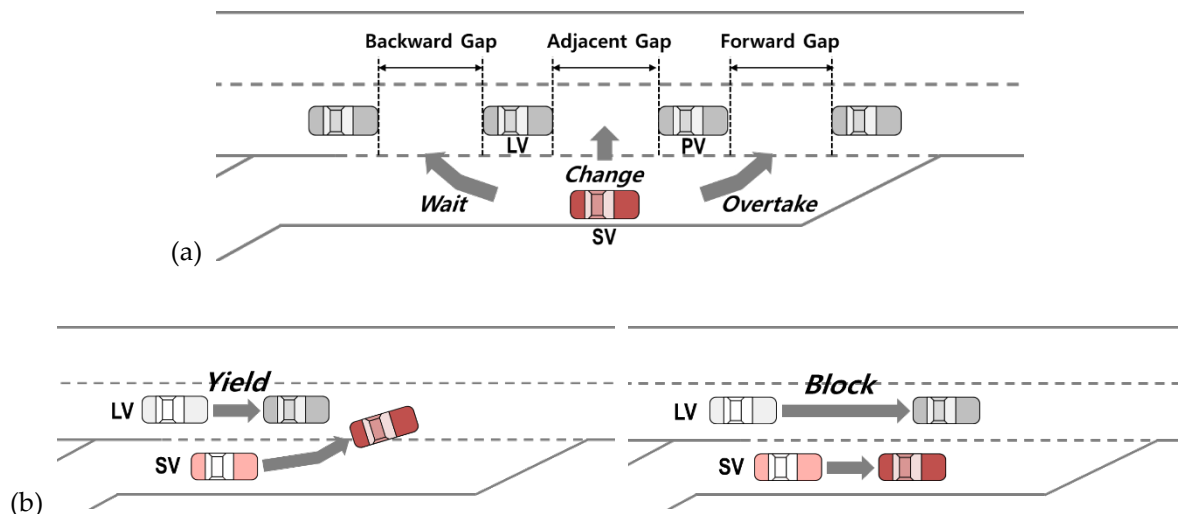 Backward Gap Adjacent Gap Forward Gap
LV PV
Change
Wait Overtake
SV
(a)
Yield Block
LV LV
SV SV
(b)